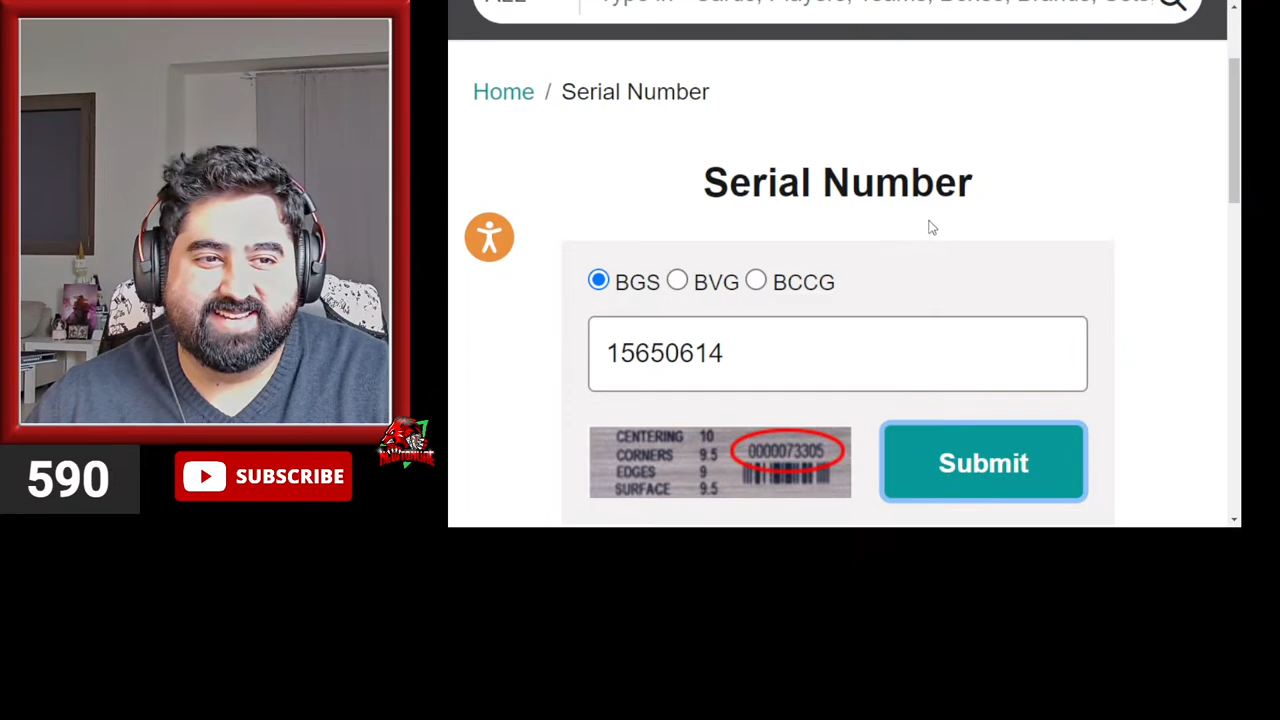 Home / Serial Number
Serial Number
BGS BVG BCCG
15650614
CENTERING 10
CORNERS 9.5
EDGES 9
SURFACE 9.5
0000073305
Submit
590
SUBSCRIBE